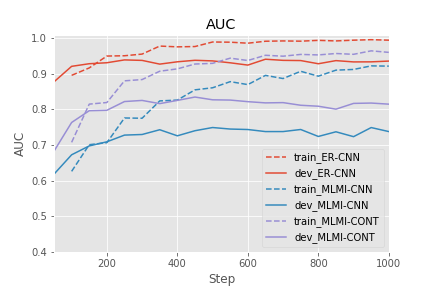 AUC
1.0
0.9
0.8
0.7
0.6
0.5
0.4
AUC
200
400
600
800
1000
Step
train_ER-CNN
dev_ER-CNN
train_MLMI-CNN
dev_MLMI-CNN
train_MLMI-CONT
dev_MLMI-CONT